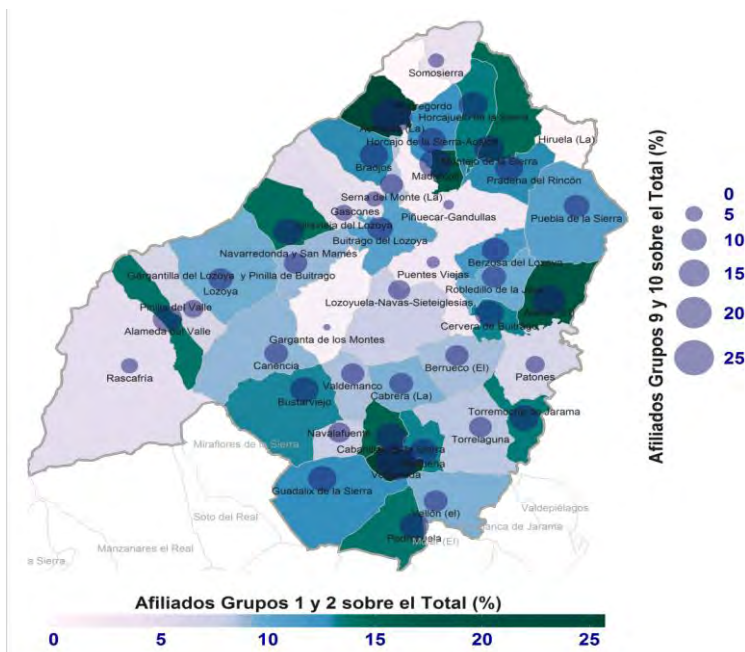 Somosierra
Horcajuelo de la Sierra
Hiruela (La)
Horcajo de la Sierra-Aoslos
Montejo de la Sierra
Braojos
Prádena del Rincón
Serna del Monte (La)
Gascones
Piñuecar-Gandullas
Puebla de la Sierra
Buitrago del Lozoya
Navarredonda y San Mamés
Berzosa del Lozoya
Gargantilla del Lozoya y Pinilla de Buitrago
Puentes Viejas
Robledillo de la Jara
Lozoya
Lozoyuela-Navas-Sieteiglesias
Pinilla del Valle
Cervera de Buitrago
Alameda del Valle
Garganta de los Montes
Canencia
Berrueco (El)
Rascafría
Valdemanco
Patones
Cabrera (La)
Bustarviejo
Torremocha de Jarama
Navalafuente
Torrelaguna
Miraflores de la Sierra
Guadalix de la Sierra
Vellón (el)
Valdepiélagos
Soto del Real
Pedrezuela
(El)
Manzanares el Real
a Sierra
Afiliados Grupos 9 y 10 sobre el Total (%)
0
5
10
15
20
25
Afiliados Grupos 1 y 2 sobre el Total (%)
0 5 10 15 20 25